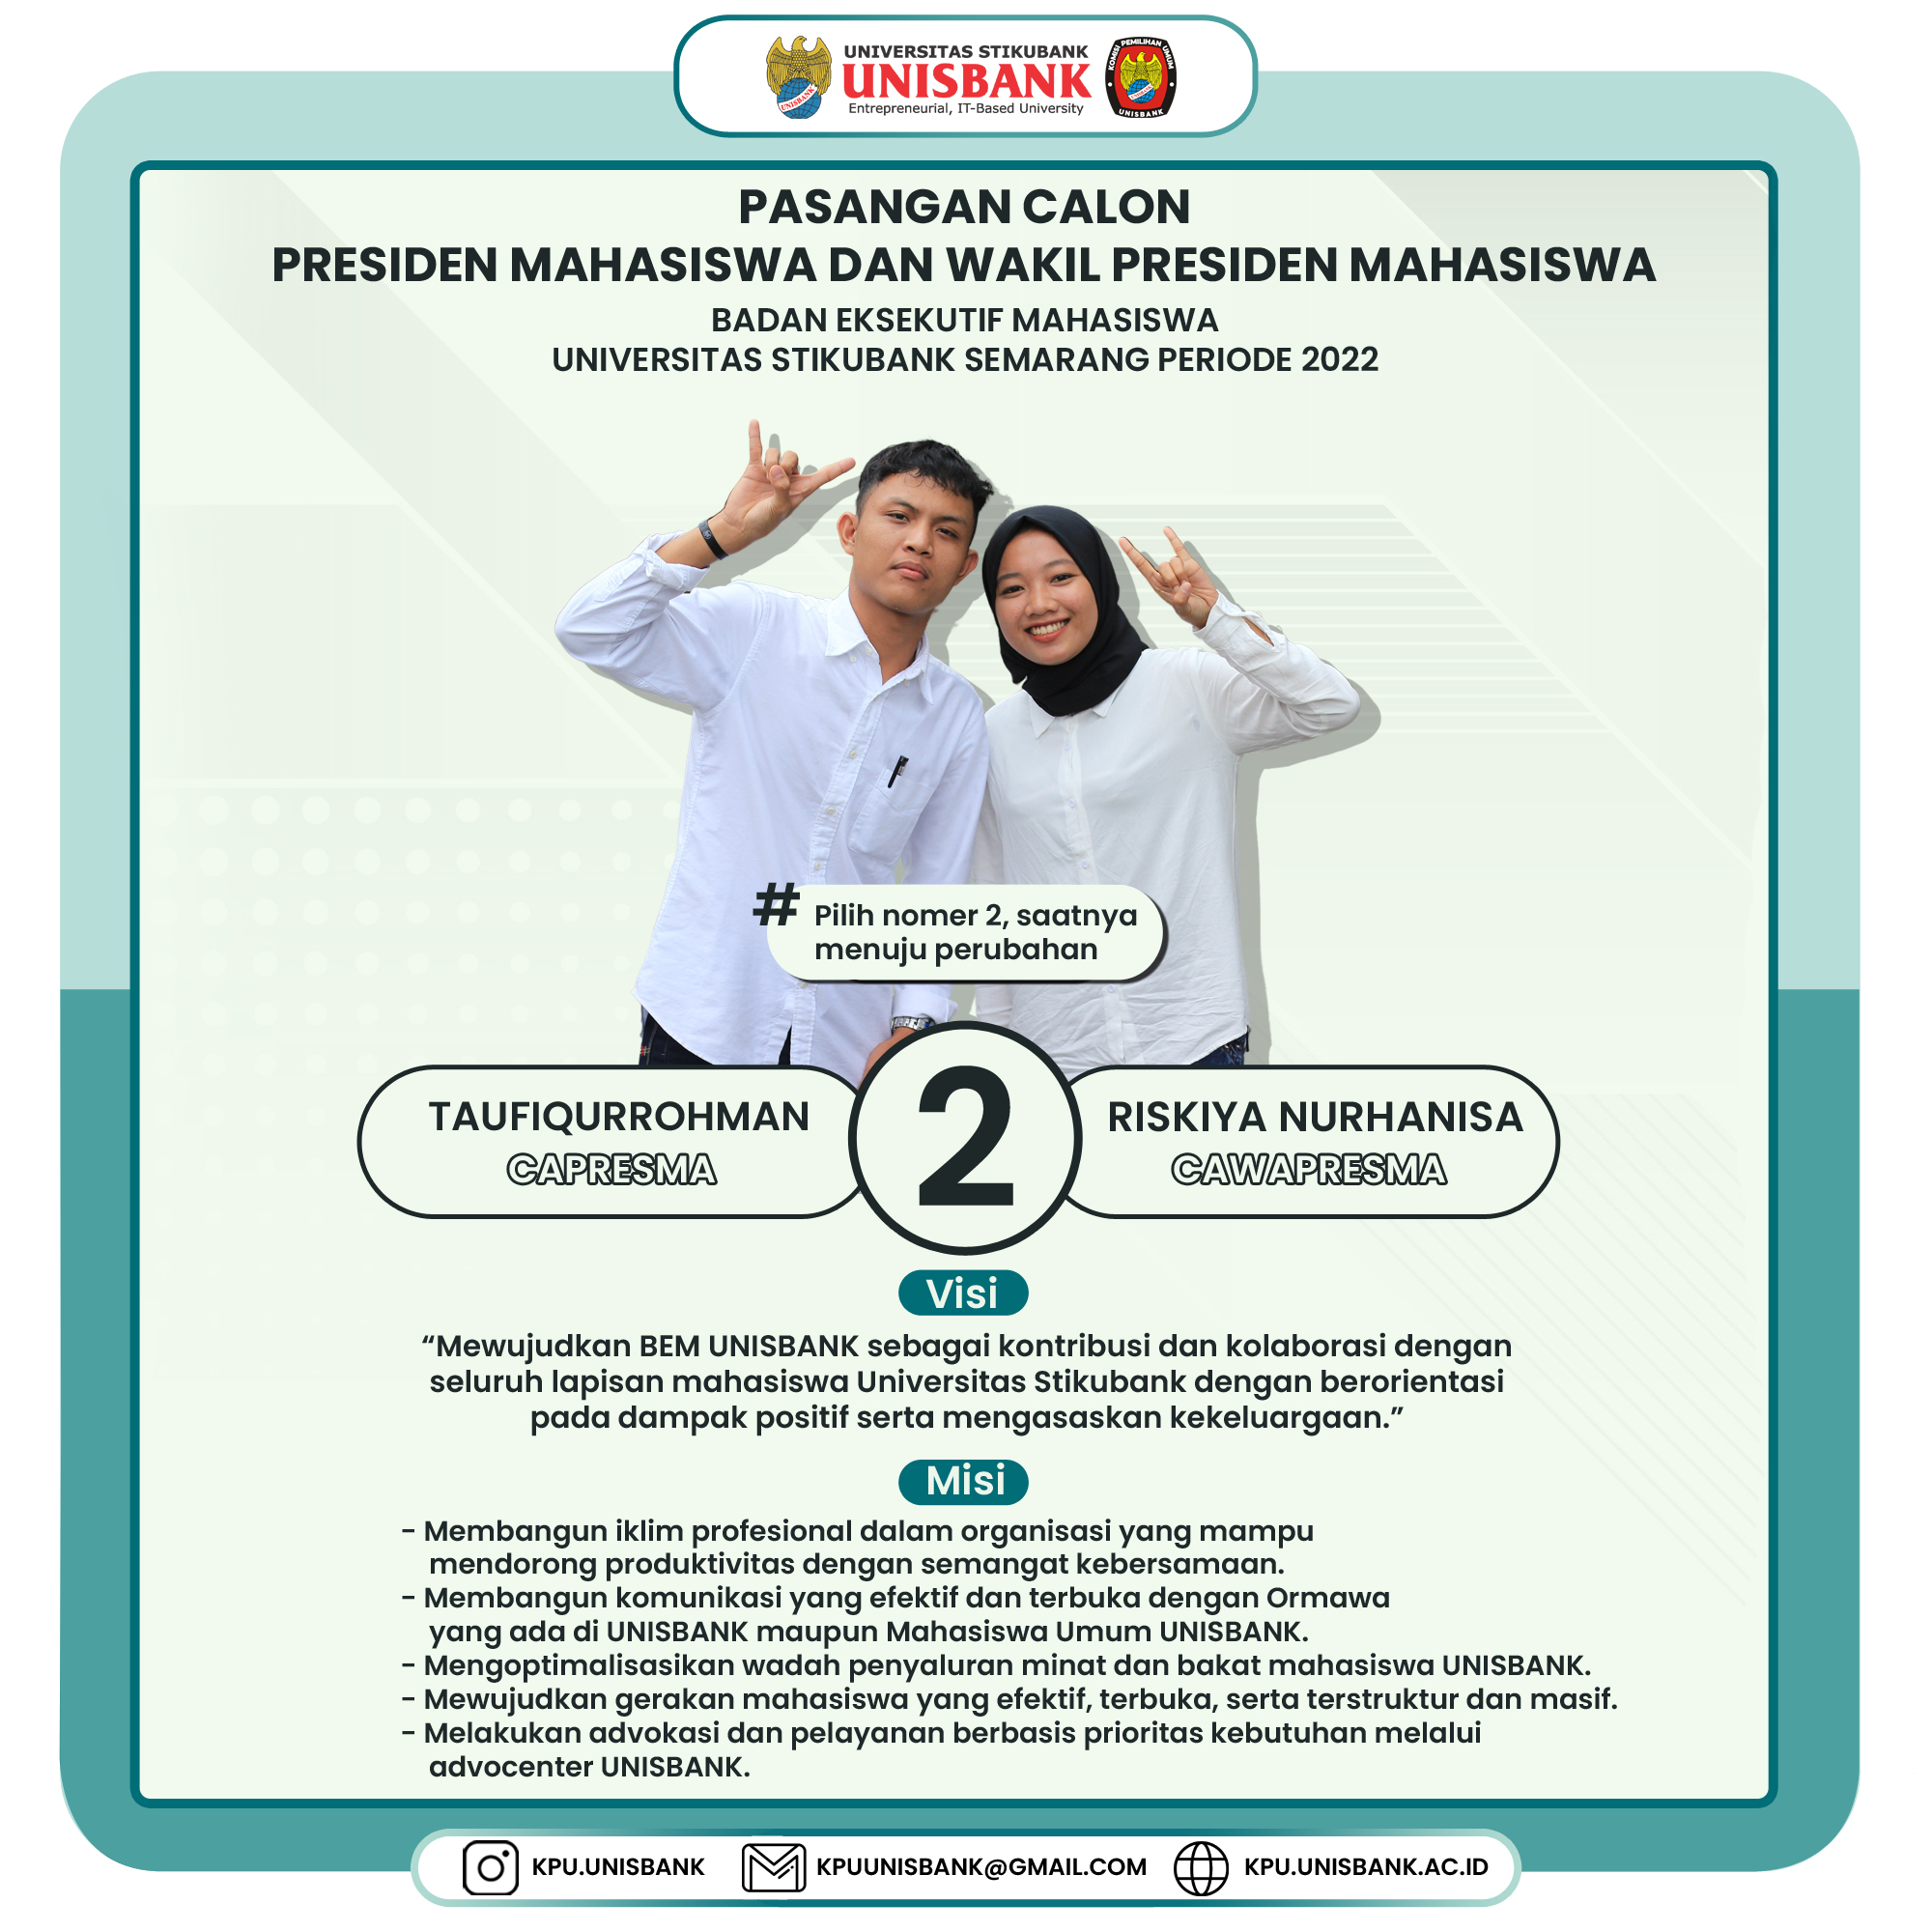 UNIVERSITAS STIKUBANK
UNISBANK
Entrepreneurial, IT-Based University
UNISBANK
KOMISI PEMILIHAN UMUM
UNISBANK
UNISBANK
PASANGAN CALON
PRESIDEN MAHASISWA DAN WAKIL PRESIDEN MAHASISWA
BADAN EKSEKUTIF MAHASISWA
UNIVERSITAS STIKUBANK SEMARANG PERIODE 2022
# Pilih nomer 2, saatnya
menuju perubahan
TAUFIQURROHMAN
CAPRESMA
2
RISKIYA NURHANISA
CAWAPRESMA
Visi
“Mewujudkan BEM UNISBANK sebagai kontribusi dan kolaborasi dengan
seluruh lapisan mahasiswa Universitas Stikubank dengan berorientasi
pada dampak positif serta mengasaskan kekeluargaan.”
Misi
- Membangun iklim profesional dalam organisasi yang mampu
mendorong produktivitas dengan semangat kebersamaan.
- Membangun komunikasi yang efektif dan terbuka dengan Ormawa
yang ada di UNISBANK maupun Mahasiswa Umum UNISBANK.
- Mengoptimalisasikan wadah penyaluran minat dan bakat mahasiswa UNISBANK.
- Mewujudkan gerakan mahasiswa yang efektif, terbuka, serta terstruktur dan masif.
- Melakukan advokasi dan pelayanan berbasis prioritas kebutuhan melalui
advocenter UNISBANK.
KPU.UNISBANK
KPUUNISBANK@GMAIL.COM
KPU.UNISBANK.AC.ID